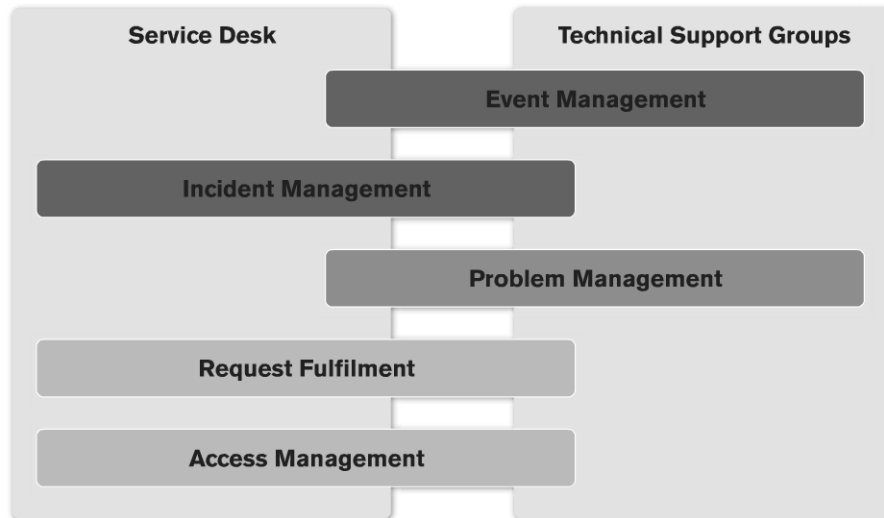 Service Desk
Technical Support Groups
Event Management
Incident Management
Problem Management
Request Fulfilment
Access Management